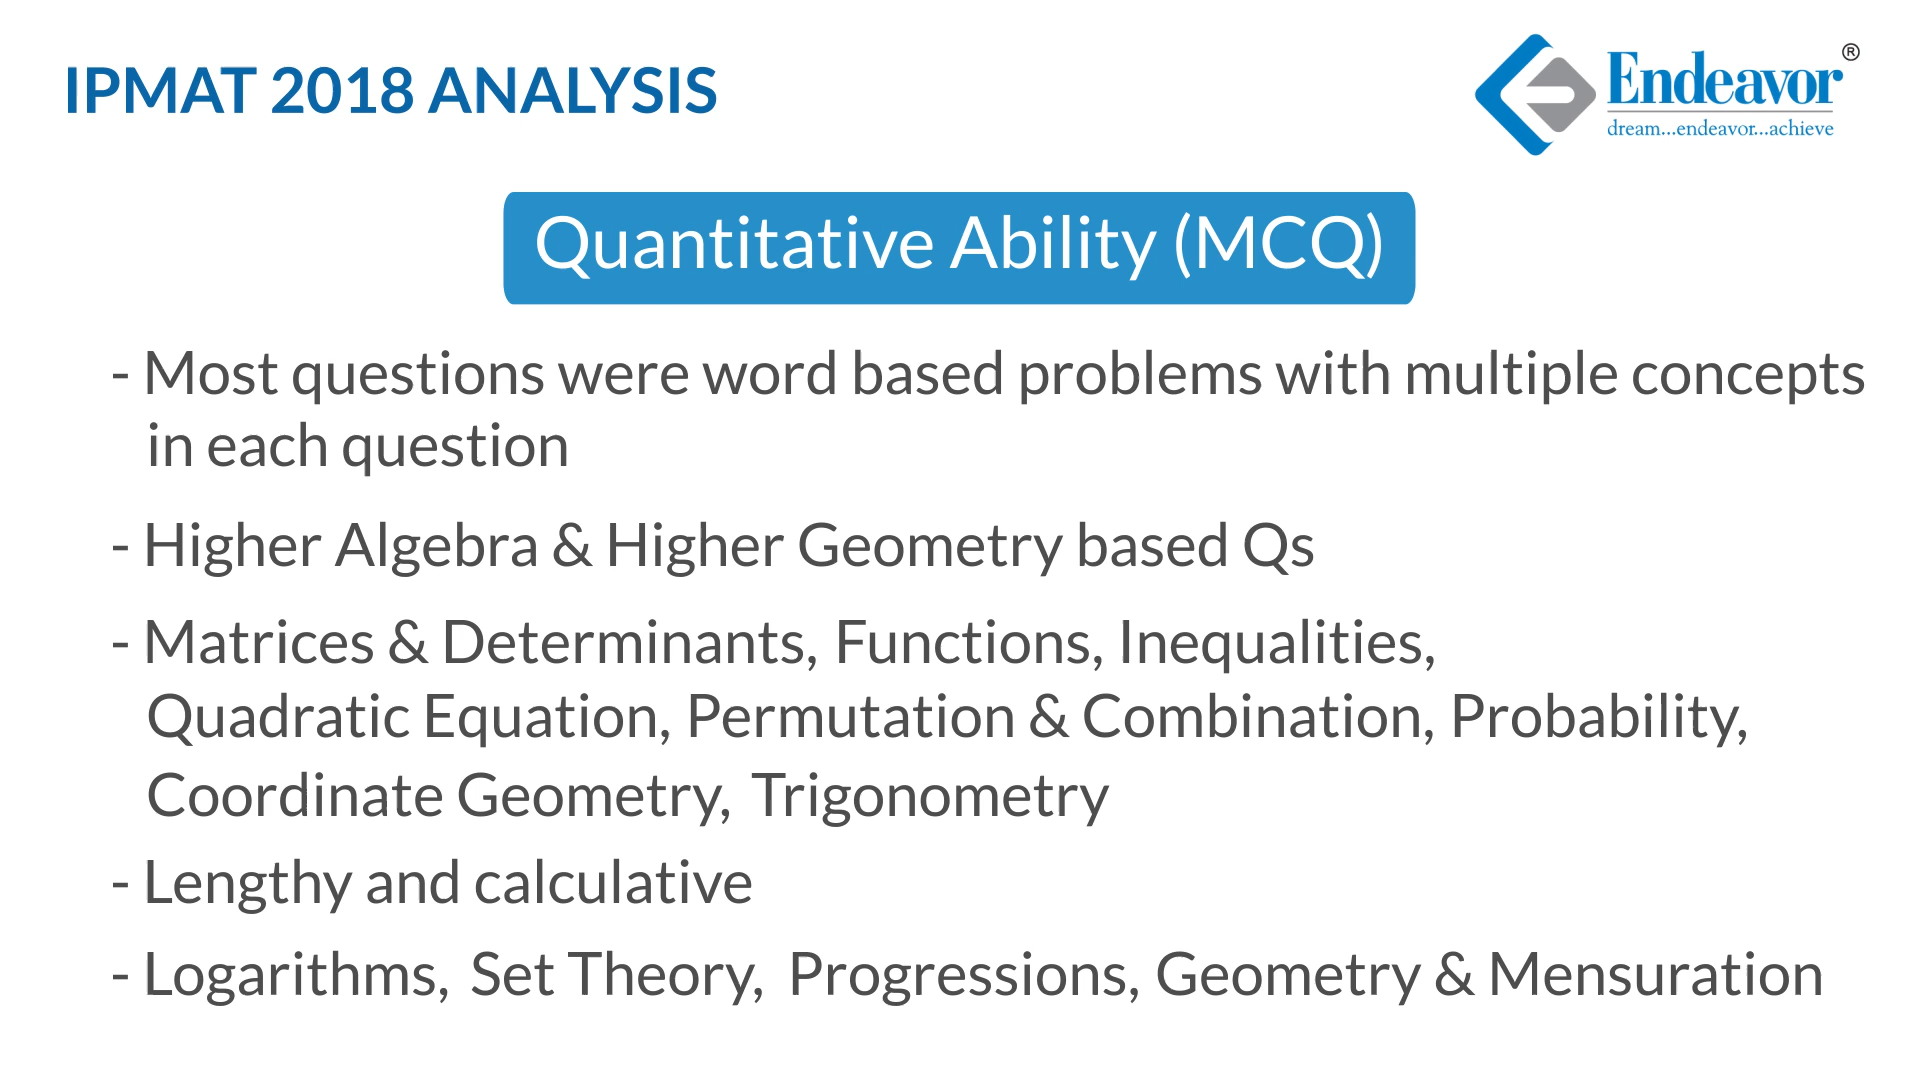 IPMAT 2018 ANALYSIS
Endeavor®
dream...endeavor...achieve
Quantitative Ability (MCQ)
- Most questions were word based problems with multiple concepts
in each question
- Higher Algebra & Higher Geometry based Qs
- Matrices & Determinants, Functions, Inequalities,
Quadratic Equation, Permutation & Combination, Probability,
Coordinate Geometry, Trigonometry
- Lengthy and calculative
- Logarithms, Set Theory, Progressions, Geometry & Mensuration